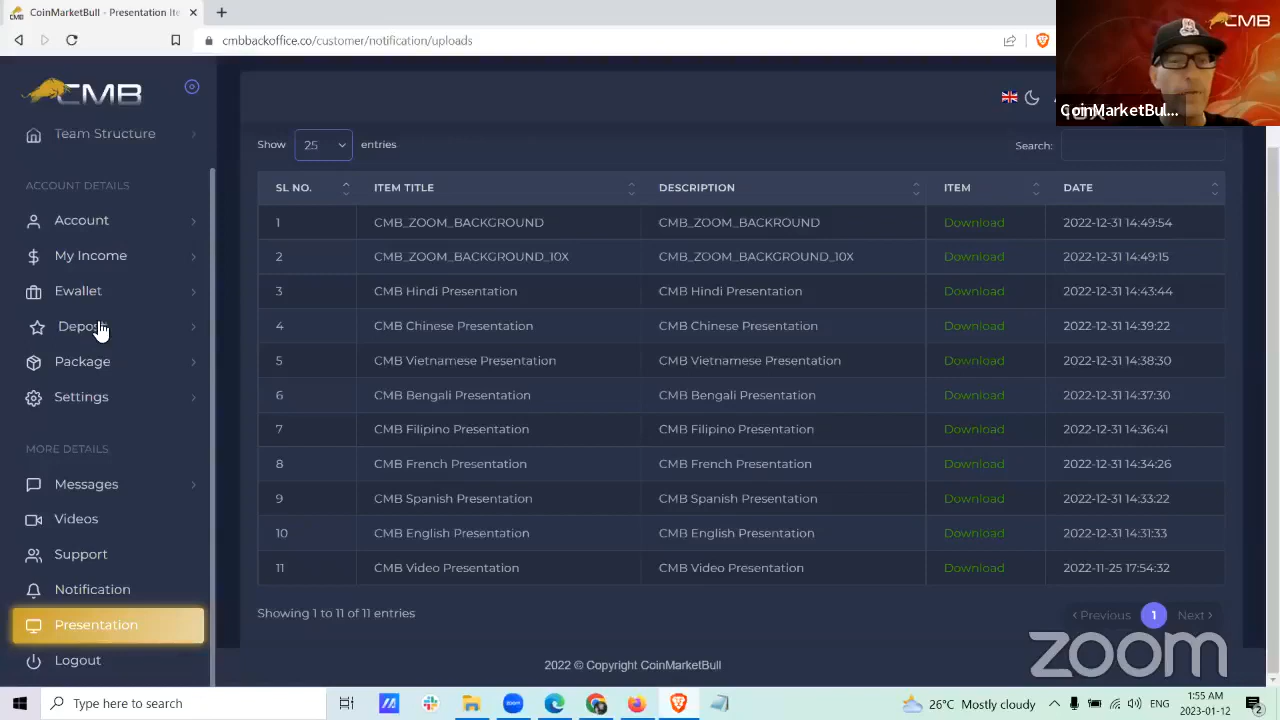 CoinMarketBull - Presentation Ite
cmbbackoffice.co/customer/notification/uploads
CMB
CoinMarketBul...
10X
CMB
Team Structure
ACCOUNT DETAILS
Account
My Income
Ewallet
Deposit
Package
Settings
MORE DETAILS
Messages
Videos
Support
Notification
Presentation
Logout
Show 25 entries
Search:
SL NO. ITEM TITLE DESCRIPTION ITEM DATE
1 CMB_ZOOM_BACKGROUND CMB_ZOOM_BACKROUND Download 2022-12-31 14:49:54
2 CMB_ZOOM_BACKGROUND_10X CMB_ZOOM_BACKGROUND_10X Download 2022-12-31 14:49:15
3 CMB Hindi Presentation CMB Hindi Presentation Download 2022-12-31 14:43:44
4 CMB Chinese Presentation CMB Chinese Presentation Download 2022-12-31 14:39:22
5 CMB Vietnamese Presentation CMB Vietnamese Presentation Download 2022-12-31 14:38:30
6 CMB Bengali Presentation CMB Bengali Presentation Download 2022-12-31 14:37:30
7 CMB Filipino Presentation CMB Filipino Presentation Download 2022-12-31 14:36:41
8 CMB French Presentation CMB French Presentation Download 2022-12-31 14:34:26
9 CMB Spanish Presentation CMB Spanish Presentation Download 2022-12-31 14:33:22
10 CMB English Presentation CMB English Presentation Download 2022-12-31 14:31:33
11 CMB Video Presentation CMB Video Presentation Download 2022-11-25 17:54:32
Showing 1 to 11 of 11 entries
Previous 1 Next
zoom
2022 © Copyright CoinMarketBull
Type here to search
26°C Mostly cloudy
1:55 AM
2023-01-12
2